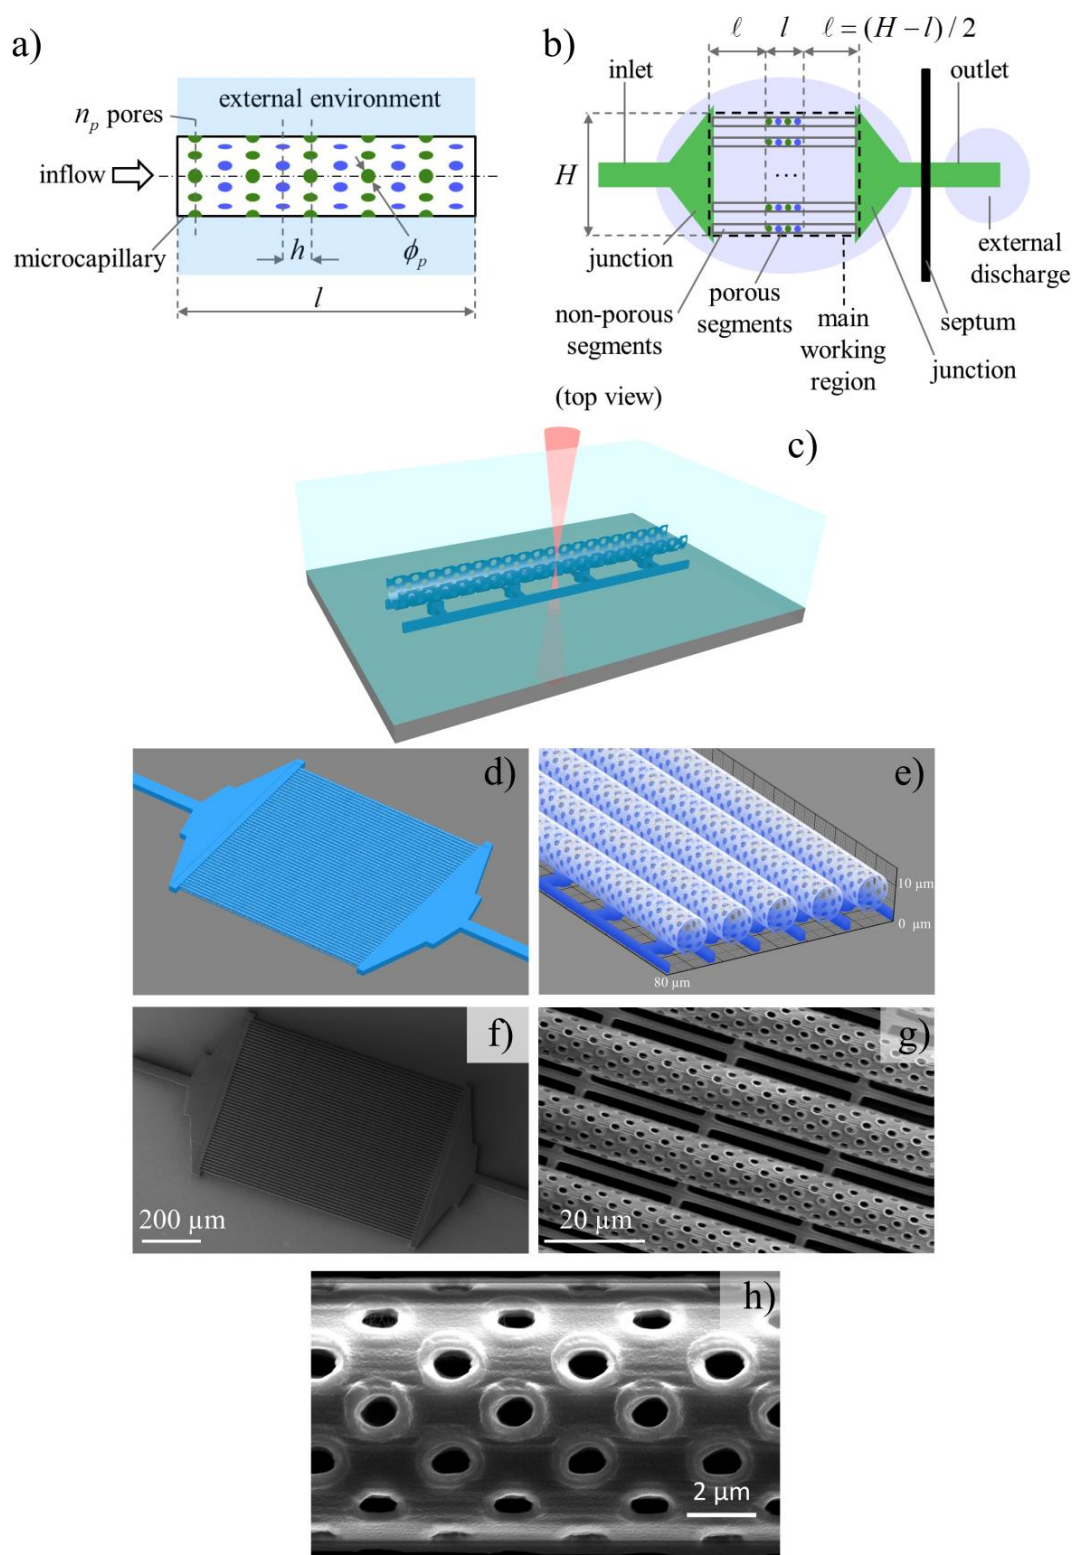 a)
external environment
n_p pores
inflow
microcapillary
h
ϕ_p
l
b)
ℓ l ℓ = (H − l) / 2
inlet
outlet
H
...
junction
external
discharge
non-porous
segments
porous
segments
main
working
region
septum
junction
(top view)
c)
d)
e)
10 µm
0 µm
80 µm
f)
200 µm
g)
20 µm
h)
2 µm